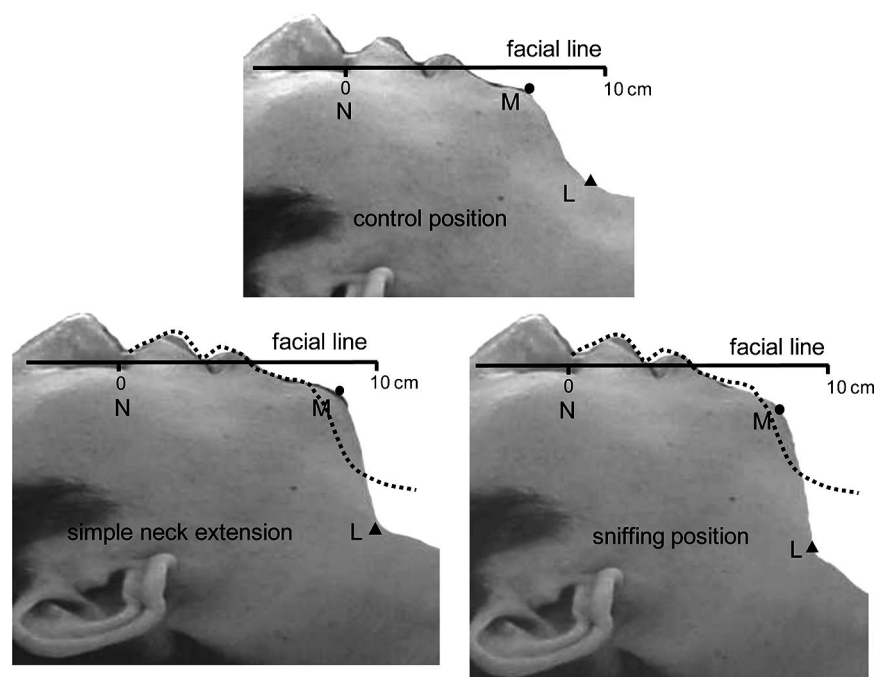 facial line
0
10 cm
N
M
L
control position
facial line
0
10 cm
N
M
simple neck extension
L
facial line
0
10 cm
N
M
sniffing position
L